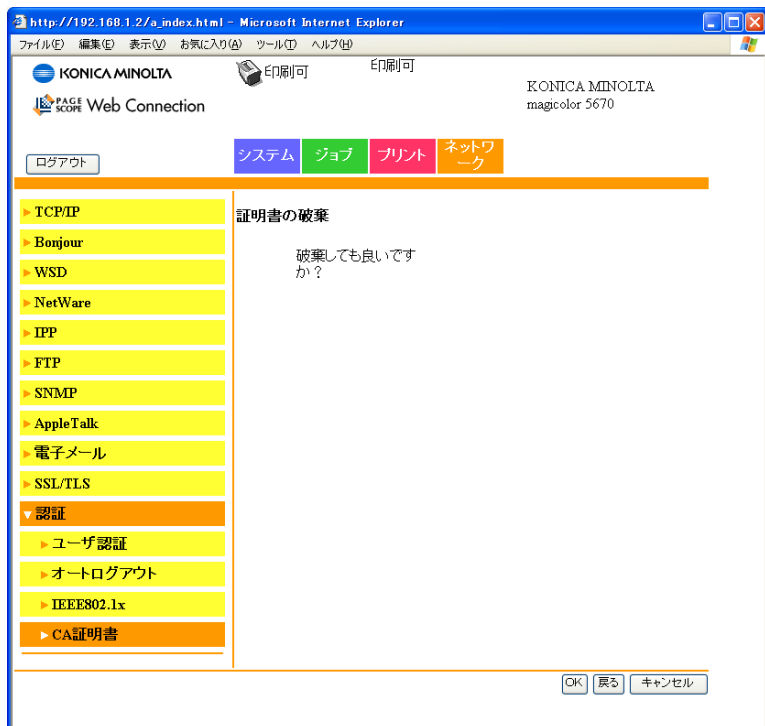 http://192.168.1.2/a_index.html - Microsoft Internet Explorer
ファイル(F) 編集(E) 表示(V) お気に入り(A) ツール(T) ヘルプ(H)
KONICA MINOLTA
印刷可
印刷可
KONICA MINOLTA
magicolor 5670
PAGE SCOPE Web Connection
ログアウト
システム
ジョブ
プリント
ネットワ
ーク
TCP/IP
Bonjour
WSD
NetWare
IPP
FTP
SNMP
AppleTalk
電子メール
SSL/TLS
認証
ユーザ認証
オートログアウト
IEEE802.1x
CA証明書
証明書の破棄
破棄しても良いです
か？
OK 戻る キャンセル